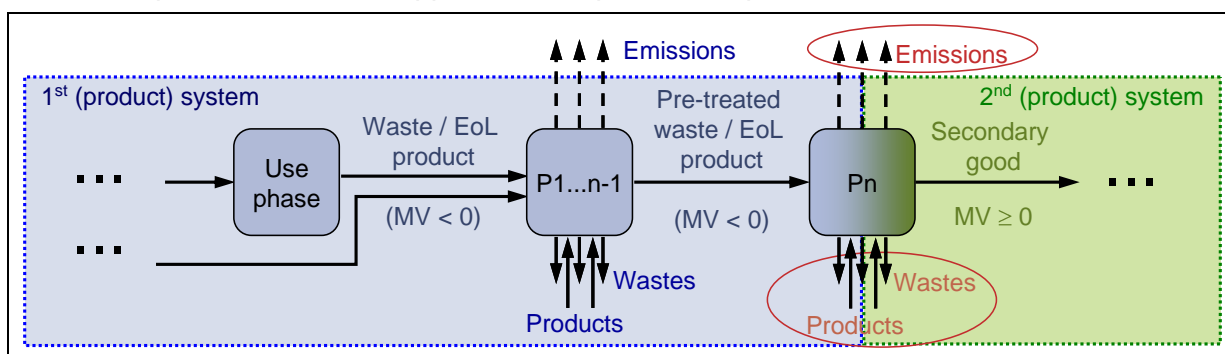 Emissions
Emissions
1st (product) system
2nd (product) system
Waste / EoL
product
Pre-treated
waste / EoL
product
Secondary
good
Use
phase
P1...n-1
Pn
...
...
...
(MV < 0)
(MV < 0)
MV ≥ 0
Wastes
Products
Wastes
Products